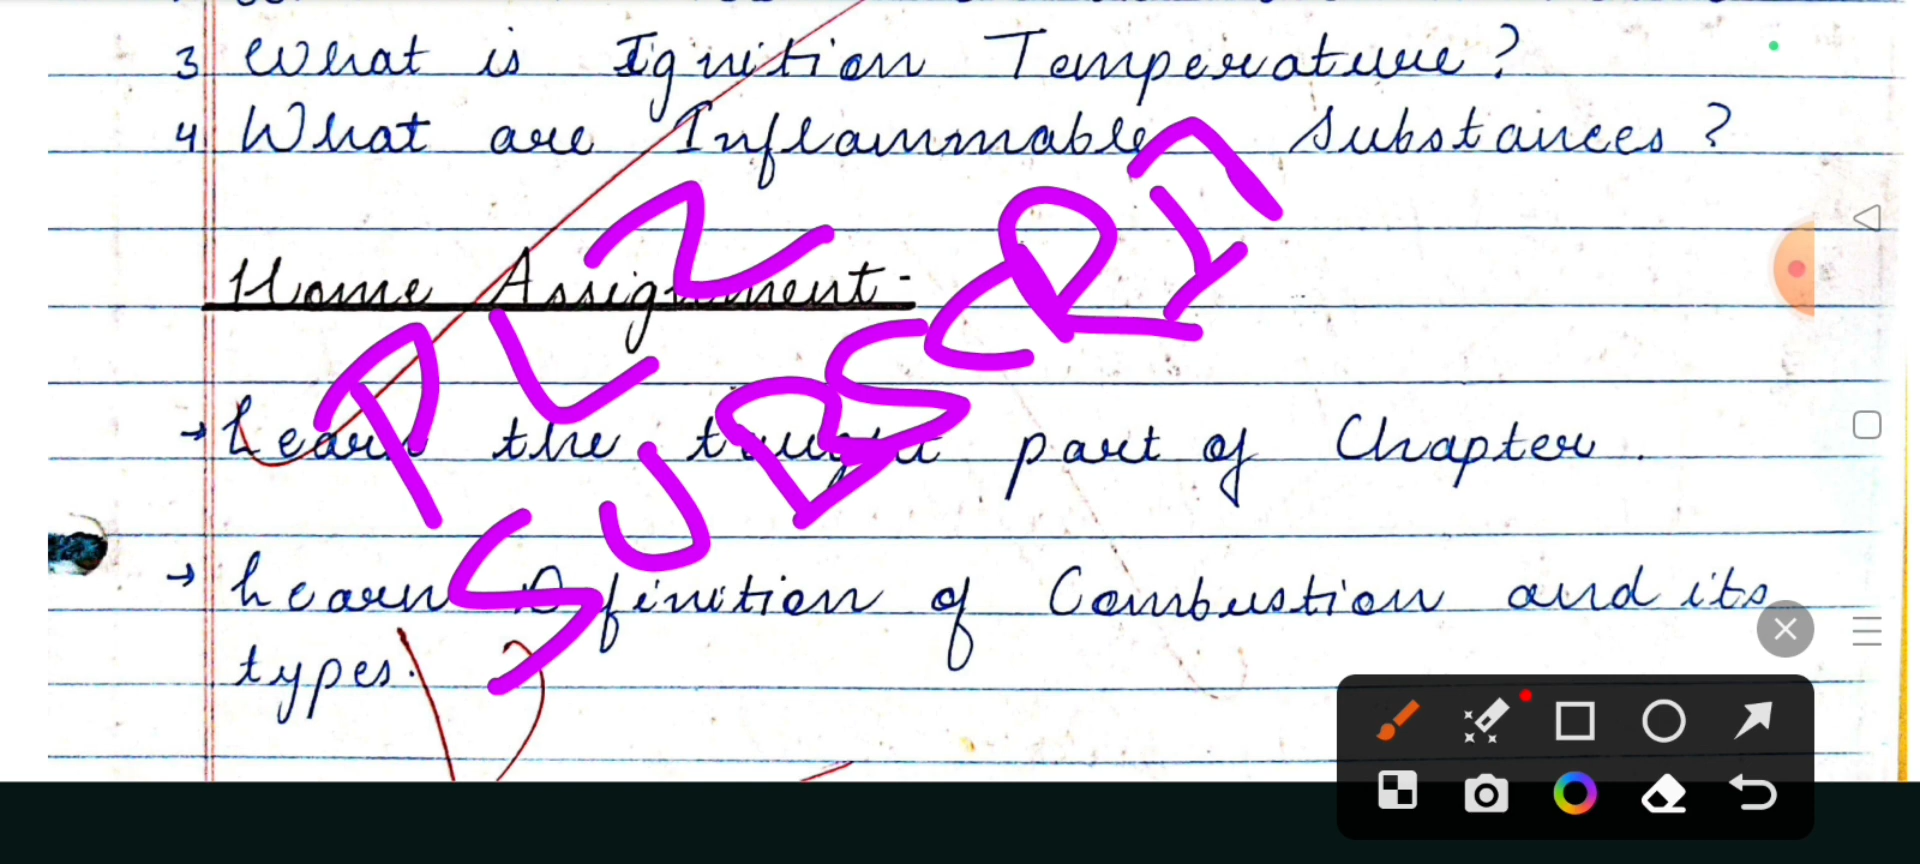 3 What is Ignition Temperature?
4 What are Inflammable Substances?
Home Assignment-
→ Learn the taught part of Chapter.
→ Learn Definition of Combustion and its
types.
PLZ
SUBSCRI